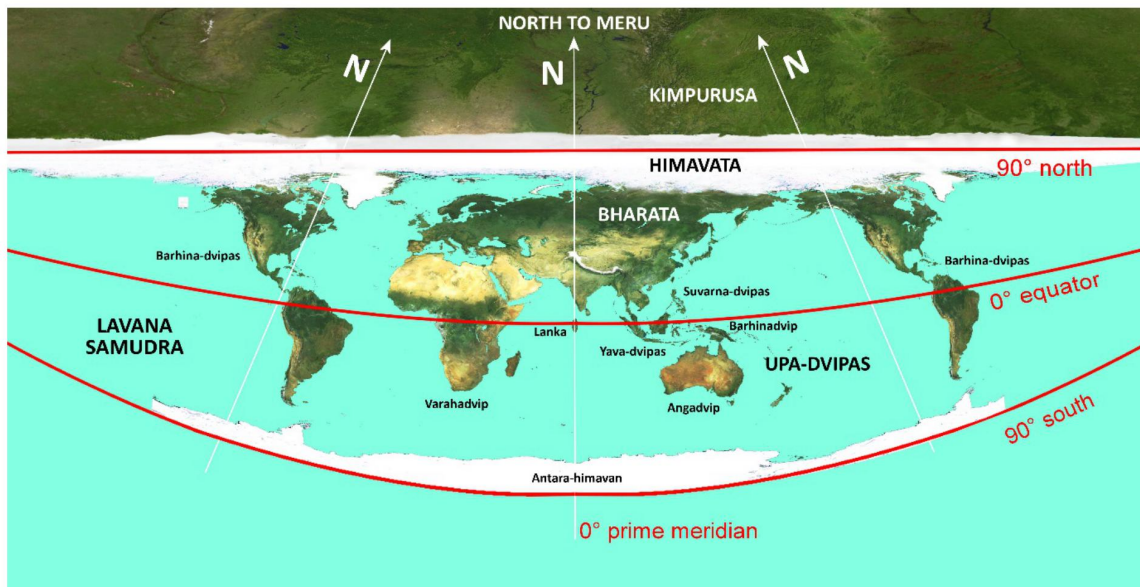 NORTH TO MERU
N
N
N
KIMPURUSA
HIMAVATA
90° north
BHARATA
Barhina-dvipas
Barhina-dvipas
Suvarna-dvipas
0° equator
LAVANA
SAMUDRA
Lanka
Barhinadvip
Yava-dvipas
UPA-DVIPAS
Varahadvip
Angadvip
90° south
Antara-himavan
0° prime meridian